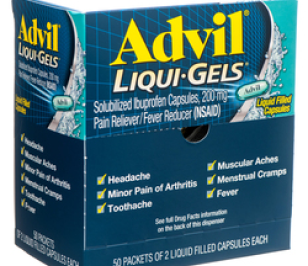 Advil®
LIQUI·GELS®
Solubilized Ibuprofen Capsules, 200 mg
Pain Reliever/Fever Reducer (NSAID)
Advil
Liquid Filled
Capsules
Headache
Minor Pain of Arthritis
Toothache
Muscular Aches
Menstrual Cramps
Fever
See full Drug Facts information
on the back of this dispenser
50 PACKETS OF 2 LIQUID FILLED CAPSULES EACH